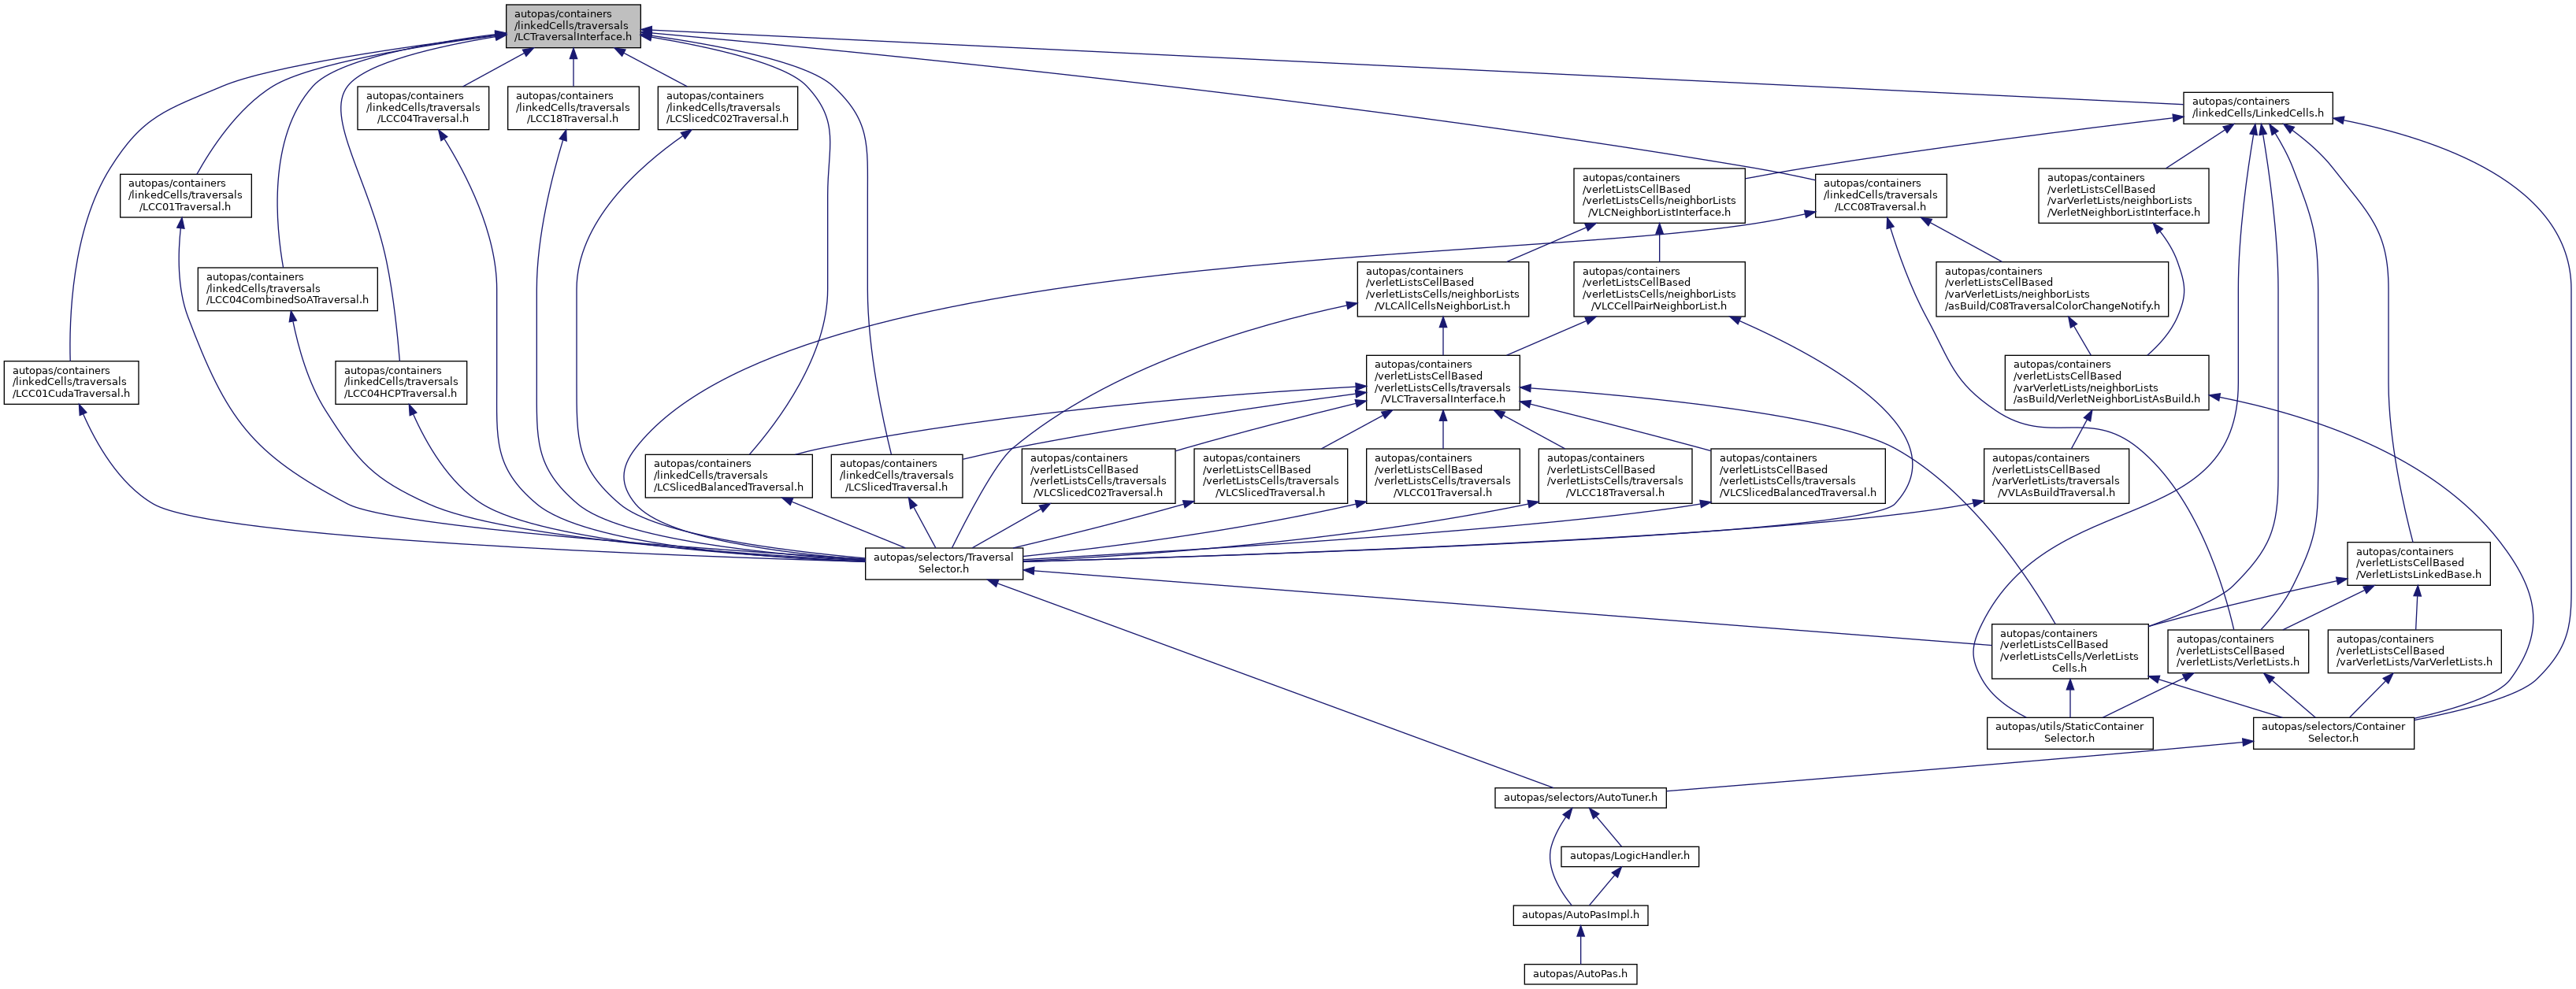 autopas/containers
/linkedCells/traversals
/LCTraversalInterface.h
autopas/containers
/linkedCells/traversals
/LCC04Traversal.h
autopas/containers
/linkedCells/traversals
/LCC18Traversal.h
autopas/containers
/linkedCells/traversals
/LCSlicedC02Traversal.h
autopas/containers
/linkedCells/LinkedCells.h
autopas/containers
/linkedCells/traversals
/LCC01Traversal.h
autopas/containers
/verletListsCellBased
/verletListsCells/neighborLists
/VLCNeighborListInterface.h
autopas/containers
/linkedCells/traversals
/LCC08Traversal.h
autopas/containers
/verletListsCellBased
/varVerletLists/neighborLists
/VerletNeighborListInterface.h
autopas/containers
/linkedCells/traversals
/LCC04CombinedSoATraversal.h
autopas/containers
/verletListsCellBased
/verletListsCells/neighborLists
/VLCAllCellsNeighborList.h
autopas/containers
/verletListsCellBased
/verletListsCells/neighborLists
/VLCCellPairNeighborList.h
autopas/containers
/verletListsCellBased
/varVerletLists/neighborLists
/asBuild/C08TraversalColorChangeNotify.h
autopas/containers
/linkedCells/traversals
/LCC01CudaTraversal.h
autopas/containers
/linkedCells/traversals
/LCC04HCPTraversal.h
autopas/containers
/verletListsCellBased
/verletListsCells/traversals
/VLCTraversalInterface.h
autopas/containers
/verletListsCellBased
/varVerletLists/neighborLists
/asBuild/VerletNeighborListAsBuild.h
autopas/containers
/linkedCells/traversals
/LCSlicedBalancedTraversal.h
autopas/containers
/linkedCells/traversals
/LCSlicedTraversal.h
autopas/containers
/verletListsCellBased
/verletListsCells/traversals
/VLCSlicedC02Traversal.h
autopas/containers
/verletListsCellBased
/verletListsCells/traversals
/VLCSlicedTraversal.h
autopas/containers
/verletListsCellBased
/verletListsCells/traversals
/VLCC01Traversal.h
autopas/containers
/verletListsCellBased
/verletListsCells/traversals
/VLCC18Traversal.h
autopas/containers
/verletListsCellBased
/verletListsCells/traversals
/VLCSlicedBalancedTraversal.h
autopas/containers
/verletListsCellBased
/varVerletLists/traversals
/VVLAsBuildTraversal.h
autopas/selectors/Traversal
Selector.h
autopas/containers
/verletListsCellBased
/VerletListsLinkedBase.h
autopas/containers
/verletListsCellBased
/verletListsCells/VerletLists
Cells.h
autopas/containers
/verletListsCellBased
/verletLists/VerletLists.h
autopas/containers
/verletListsCellBased
/varVerletLists/VarVerletLists.h
autopas/utils/StaticContainer
Selector.h
autopas/selectors/Container
Selector.h
autopas/selectors/AutoTuner.h
autopas/LogicHandler.h
autopas/AutoPasImpl.h
autopas/AutoPas.h